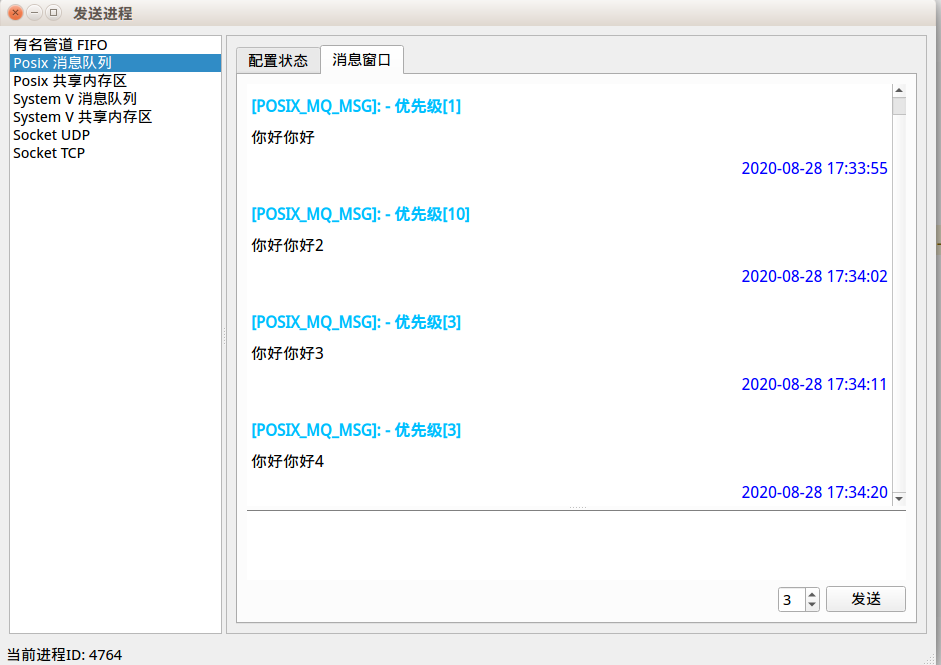 发送进程
有名管道 FIFO
Posix 消息队列
Posix 共享内存区
System V 消息队列
System V 共享内存区
Socket UDP
Socket TCP
配置状态 消息窗口
[POSIX_MQ_MSG]: - 优先级[1]
你好你好
2020-08-28 17:33:55
[POSIX_MQ_MSG]: - 优先级[10]
你好你好2
2020-08-28 17:34:02
[POSIX_MQ_MSG]: - 优先级[3]
你好你好3
2020-08-28 17:34:11
[POSIX_MQ_MSG]: - 优先级[3]
你好你好4
2020-08-28 17:34:20
3 发送
当前进程ID: 4764